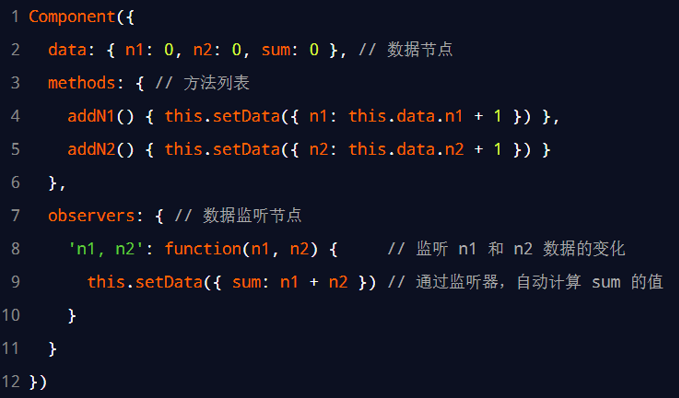 1 Component({
2   data: { n1: 0, n2: 0, sum: 0 }, // 数据节点
3   methods: { // 方法列表
4     addN1() { this.setData({ n1: this.data.n1 + 1 }) },
5     addN2() { this.setData({ n2: this.data.n2 + 1 }) }
6   },
7   observers: { // 数据监听节点
8     'n1, n2': function(n1, n2) {     // 监听 n1 和 n2 数据的变化
9       this.setData({ sum: n1 + n2 }) // 通过监听器，自动计算 sum 的值
10     }
11   }
12 })